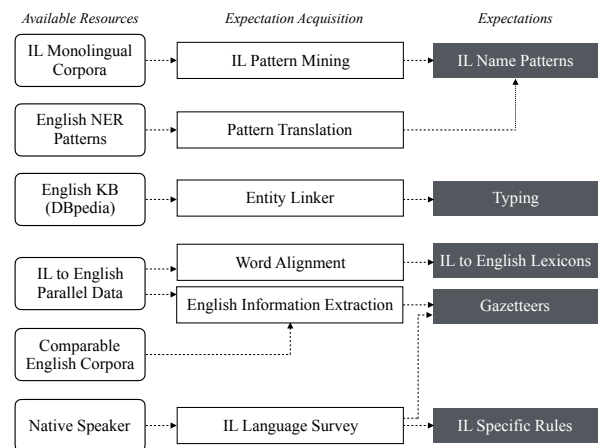 Available Resources Expectation Acquisition Expectations
IL Monolingual
Corpora
IL Pattern Mining
IL Name Patterns
English NER
Patterns
Pattern Translation
English KB
(DBpedia)
Entity Linker
Typing
IL to English
Parallel Data
Word Alignment
IL to English Lexicons
English Information Extraction
Gazetteers
Comparable
English Corpora
Native Speaker
IL Language Survey
IL Specific Rules